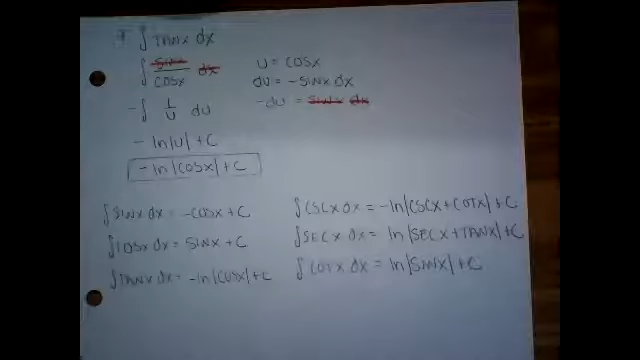 ∫ TANX dx
∫ SINX/COSX dx
U = COSX
dU = -SINX dX
-dU = SINX dx
-∫ 1/U dU
- ln|U| + C
- ln|COSX| + C
∫SINX dx = -COSX + C
∫COSX dx = SINX + C
∫TANX dx = -ln|COSX| + C
∫CSCX dx = -ln|CSCX + COTX| + C
∫SECX dx = ln|SECX + TANX| + C
∫COTX dx = ln|SINX| + C